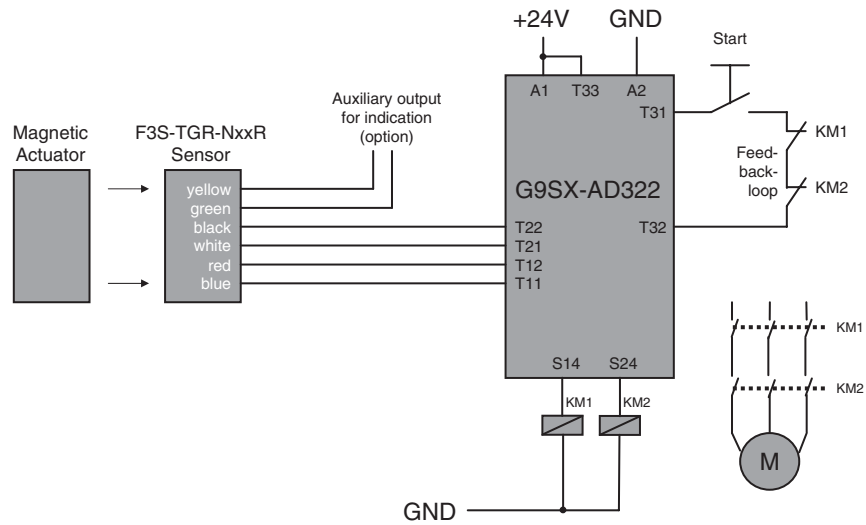 +24V
GND
Start
A1
T33
A2
T31
Auxiliary output
for indication
(option)
Magnetic
Actuator
F3S-TGR-NxxR
Sensor
KM1
Feed-
back-
loop
KM2
G9SX-AD322
yellow
green
black
white
red
blue
T22
T21
T12
T11
T32
S14
S24
KM1
KM2
KM1
KM2
M
GND